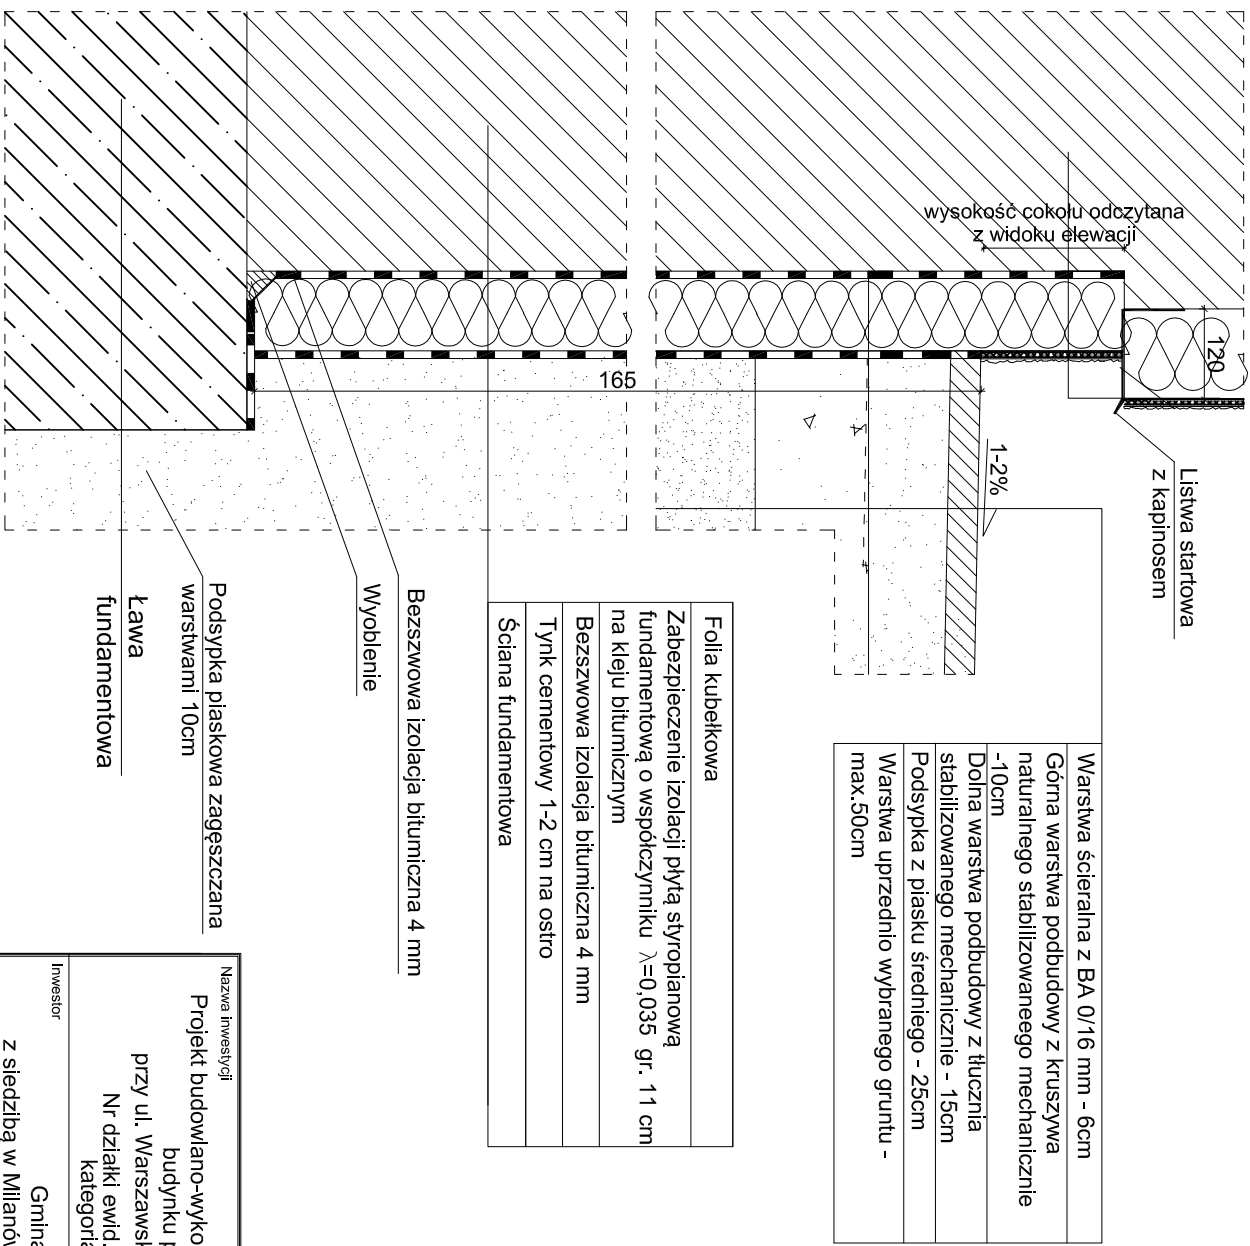 wysokość cokołu odczytana
z widoku elewacji
120
165
1-2%
Listwa startowa
z kapinosem
Warstwa ścieralna z BA 0/16 mm - 6cm
Górna warstwa podbudowy z kruszywa
naturalnego stabilizowaneego mechanicznie
-10cm
Dolna warstwa podbudowy z tłucznia
stabilizowanego mechanicznie - 15cm
Podsypka z piasku średniego - 25cm
Warstwa uprzednio wybranego gruntu -
max.50cm
Folia kubełkowa
Zabezpieczenie izolacji płytą styropianową
fundamentową o współczynniku λ=0,035 gr. 11 cm
na kleju bitumicznym
Bezszwowa izolacja bitumiczna 4 mm
Tynk cementowy 1-2 cm na ostro
Ściana fundamentowa
Bezszwowa izolacja bitumiczna 4 mm
Wyoblenie
Podsypka piaskowa zagęszczana
warstwami 10cm
Ława
fundamentowa
Nazwa inwestycji
Projekt budowlano-wyko
budynku p
przy ul. Warszawsk
Nr działki ewid.
kategoria
Inwestor
Gmina
z siedzibą w Milanów